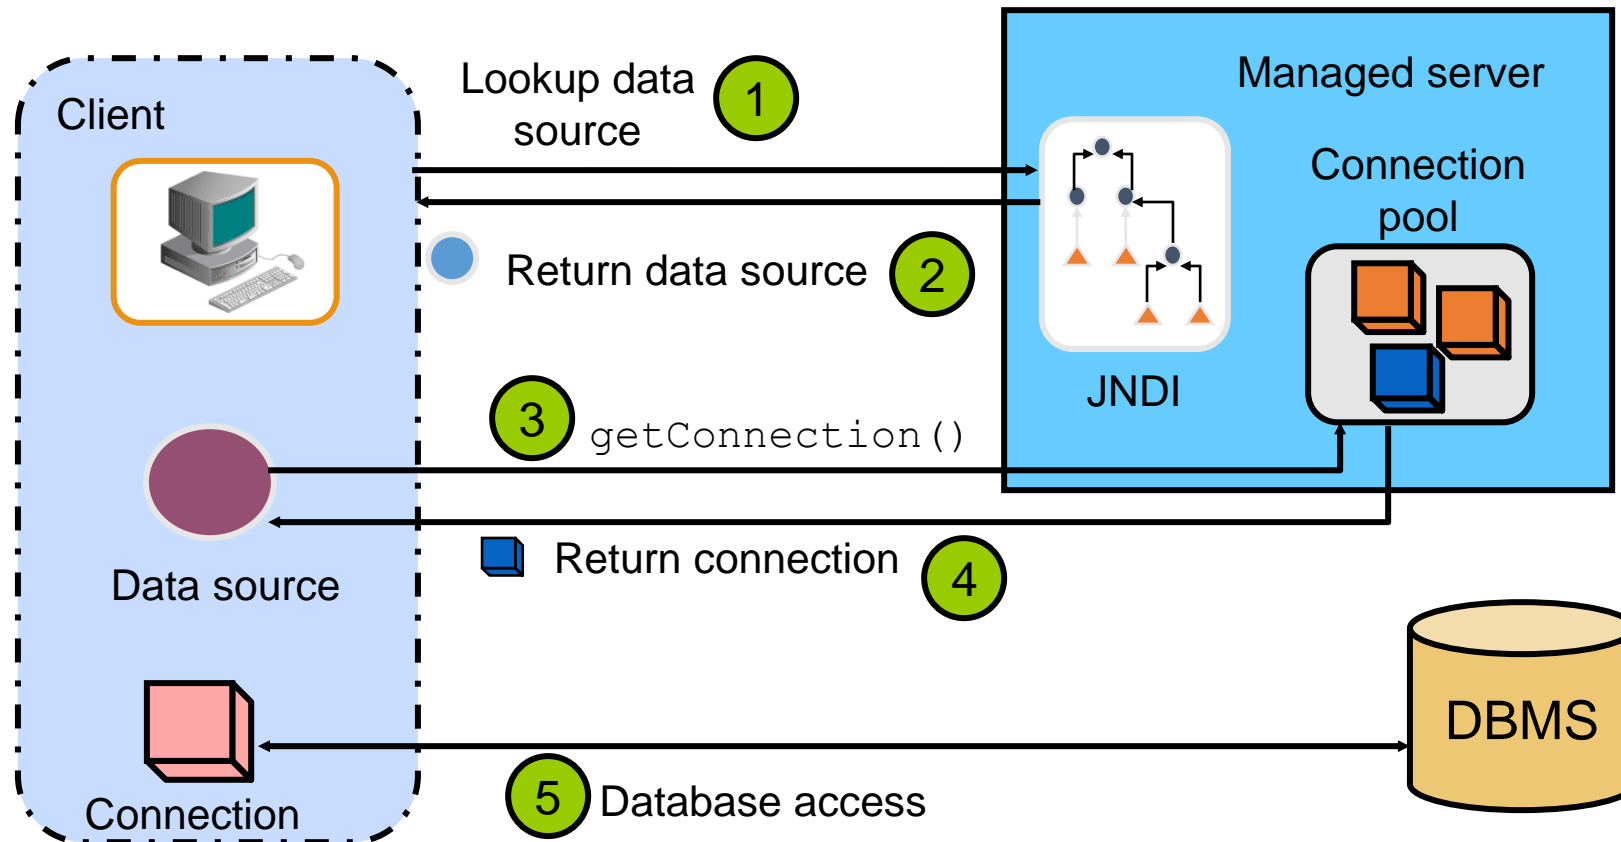 Client
Lookup data
source
1
Managed server
Connection
pool
Return data source
2
JNDI
3
getConnection()
Data source
Return connection
4
DBMS
Connection
5
Database access